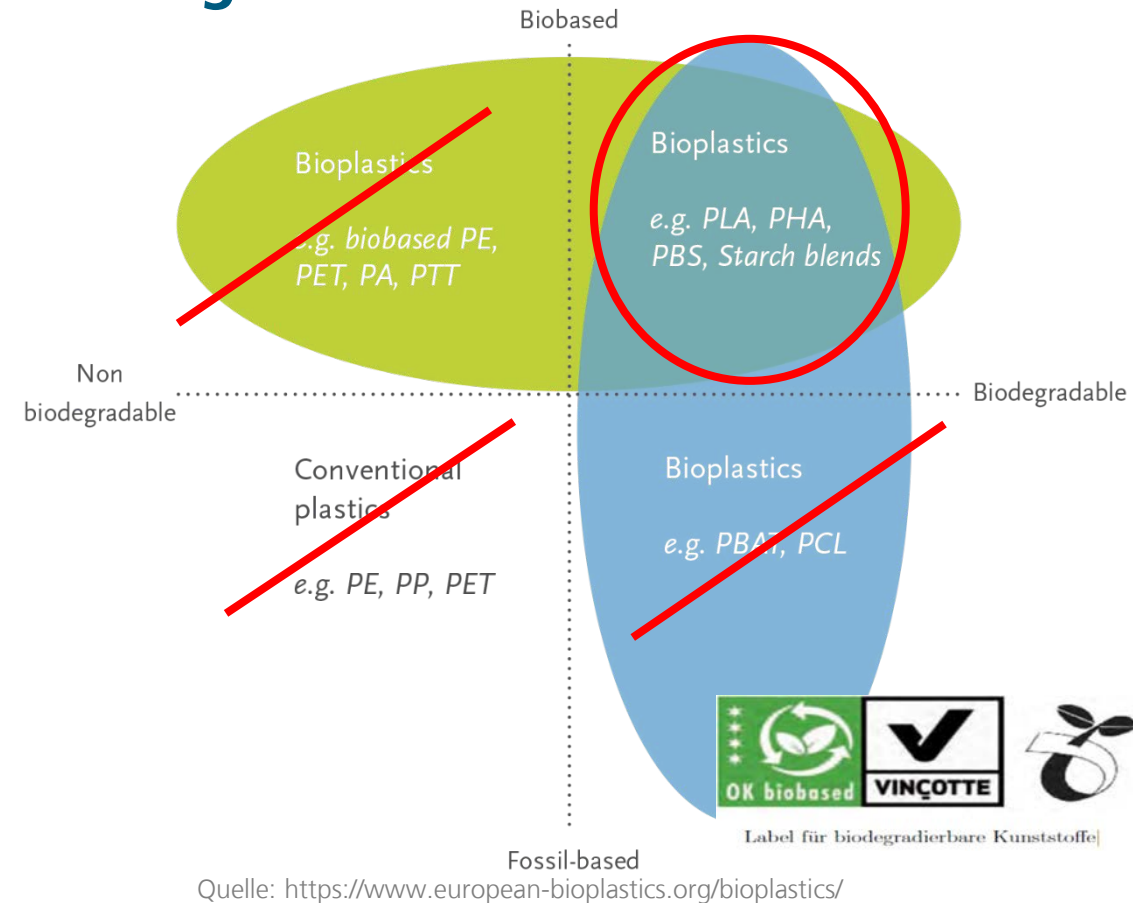 Biobased
Bioplastics
e.g. biobased PE,
PET, PA, PTT
Bioplastics
e.g. PLA, PHA,
PBS, Starch blends
Non
biodegradable
Biodegradable
Conventional
plastics
e.g. PE, PP, PET
Bioplastics
e.g. PBAT, PCL
OK biobased
VINÇOTTE
Label für biodegradierbare Kunststoffe
Fossil-based
Quelle: https://www.european-bioplastics.org/bioplastics/